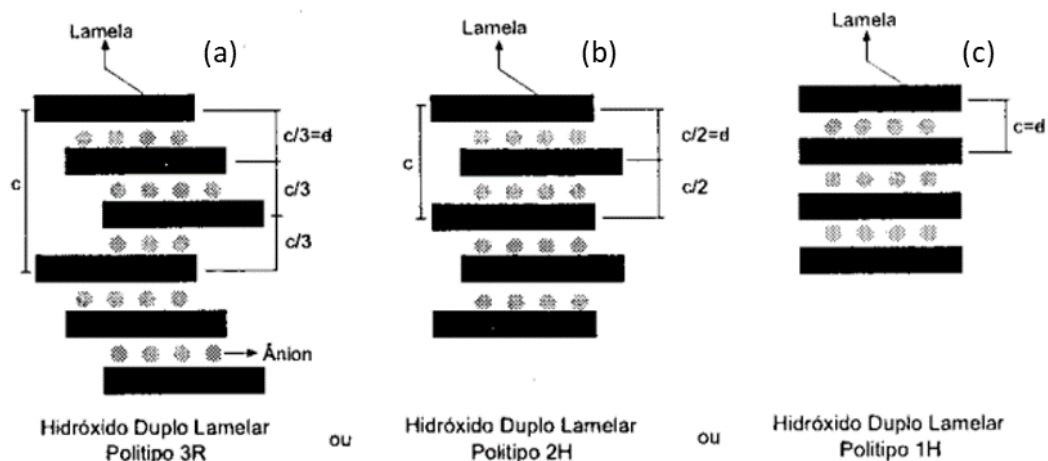 Lamela
(a)
c
c/3=d
c/3
c/3
Ânion
Hidróxido Duplo Lamelar
Politipo 3R
ou
Lamela
(b)
c
c/2=d
c/2
Hidróxido Duplo Lamelar
Politipo 2H
ou
Lamela
(c)
c=d
Hidróxido Duplo Lamelar
Politipo 1H